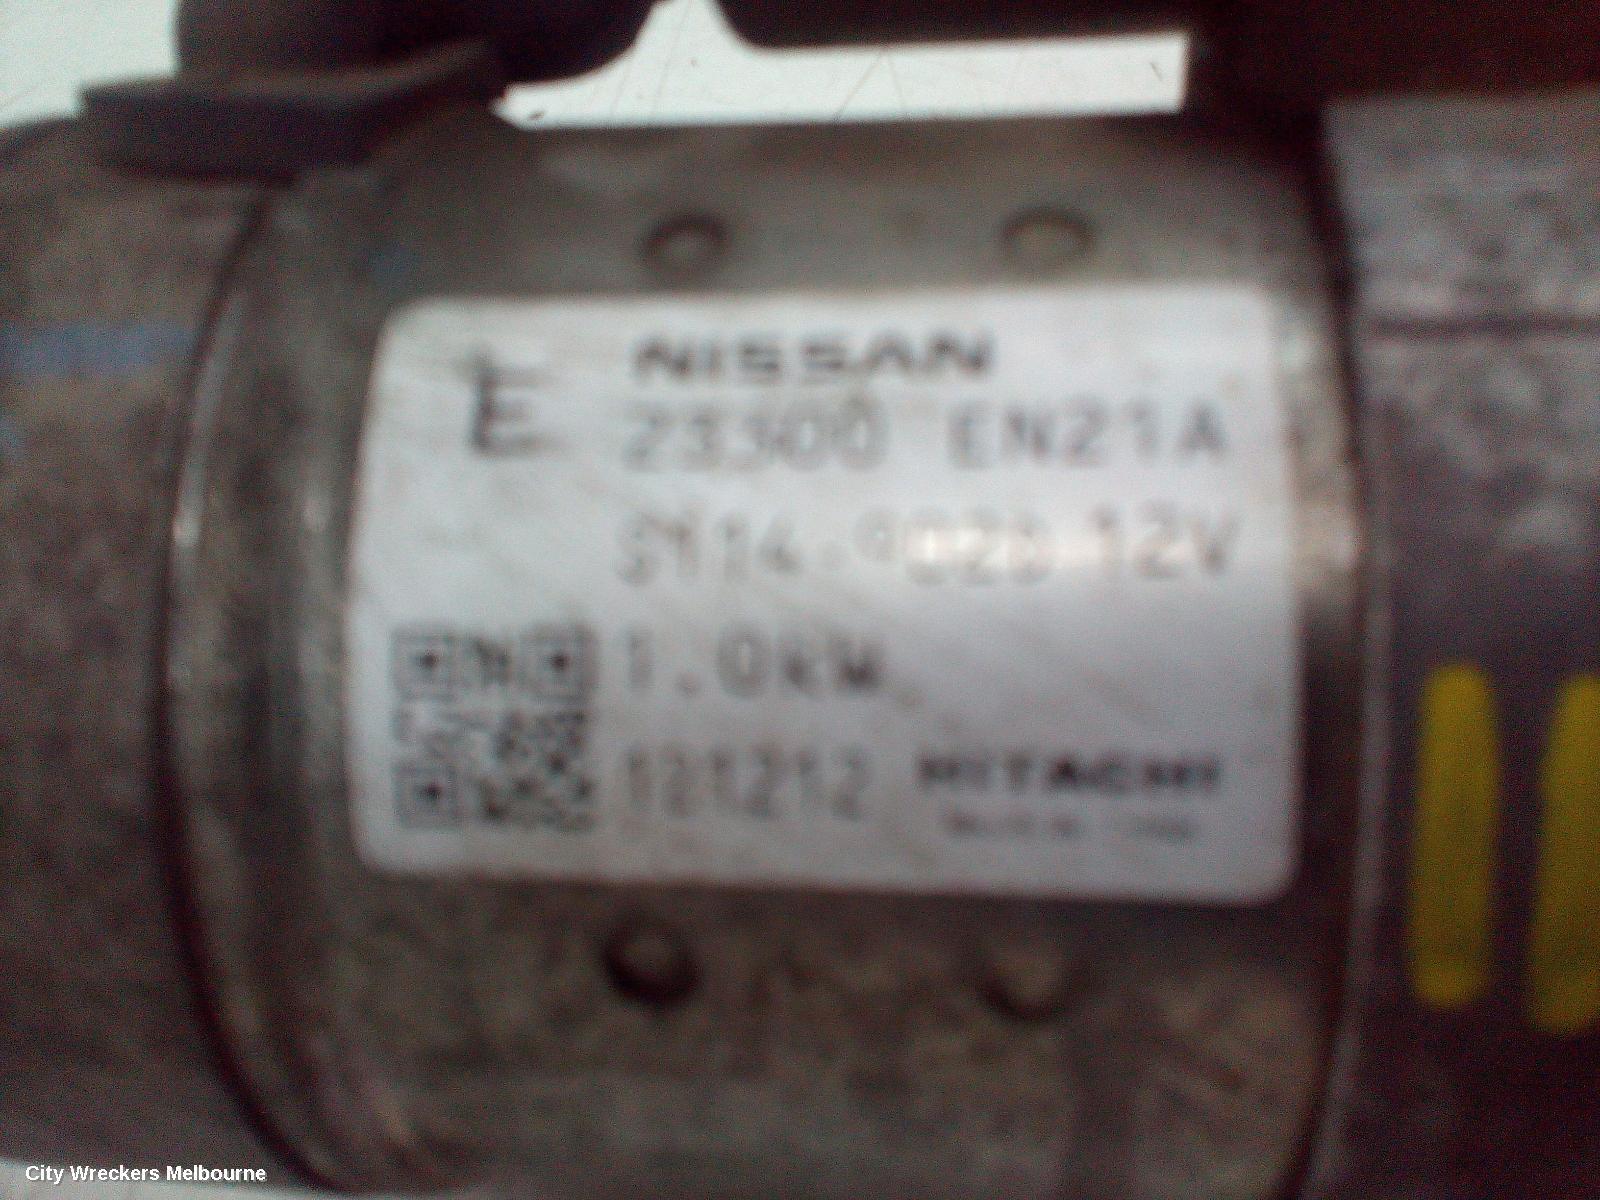 NISSAN
E 23300 EN21A
12V
1.0kW
121212 HITACHI
City Wreckers Melbourne